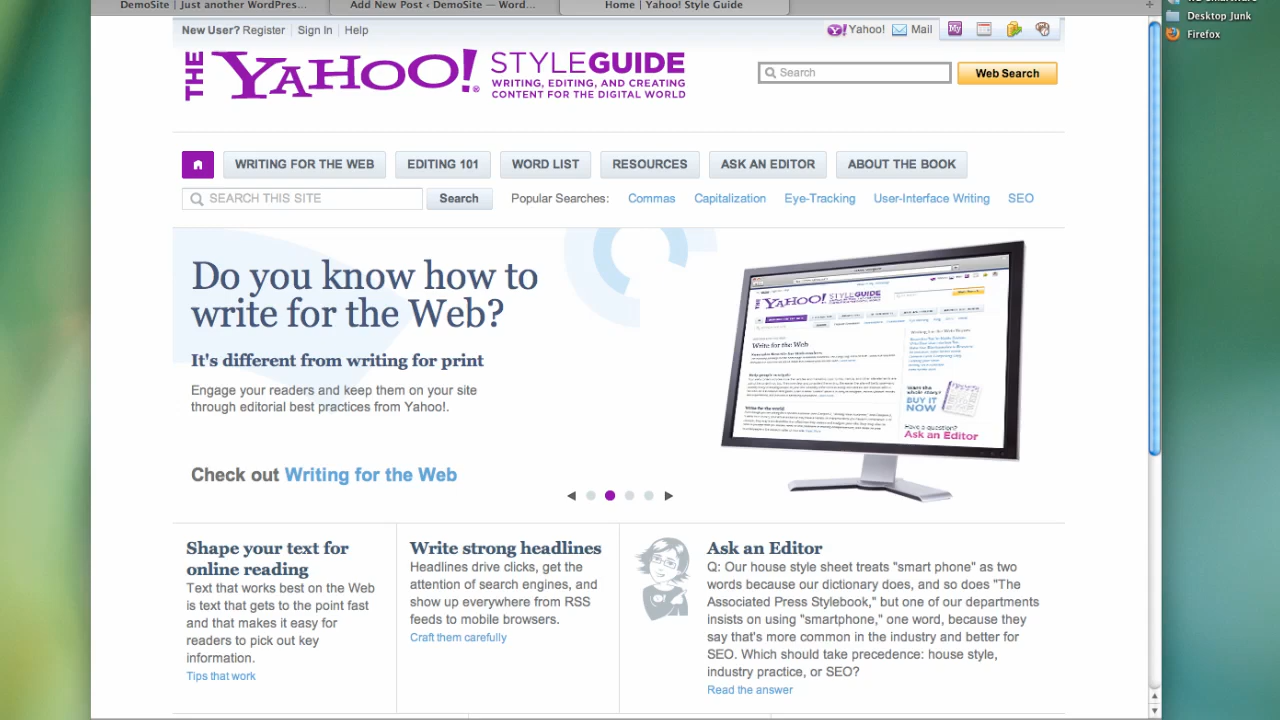 DemoSite | Just another WordPres...
Add New Post ‹ DemoSite — Word...
Home | Yahoo! Style Guide
Desktop Junk
Firefox
New User? Register Sign In Help
Yahoo! Mail
THE YAHOO!® STYLEGUIDE
WRITING, EDITING, AND CREATING
CONTENT FOR THE DIGITAL WORLD
Search
Web Search
WRITING FOR THE WEB EDITING 101 WORD LIST RESOURCES ASK AN EDITOR ABOUT THE BOOK
SEARCH THIS SITE Search Popular Searches: Commas Capitalization Eye-Tracking User-Interface Writing SEO
Do you know how to
write for the Web?
It's different from writing for print
Engage your readers and keep them on your site
through editorial best practices from Yahoo!.
Check out Writing for the Web
YAHOO! STYLEGUIDE
Write for the Web
BUY IT
NOW
Have a question?
Ask an Editor
Shape your text for
online reading
Text that works best on the Web
is text that gets to the point fast
and that makes it easy for
readers to pick out key
information.
Tips that work
Write strong headlines
Headlines drive clicks, get the
attention of search engines, and
show up everywhere from RSS
feeds to mobile browsers.
Craft them carefully
Ask an Editor
Q: Our house style sheet treats "smart phone" as two
words because our dictionary does, and so does "The
Associated Press Stylebook," but one of our departments
insists on using "smartphone," one word, because they
say that's more common in the industry and better for
SEO. Which should take precedence: house style,
industry practice, or SEO?
Read the answer